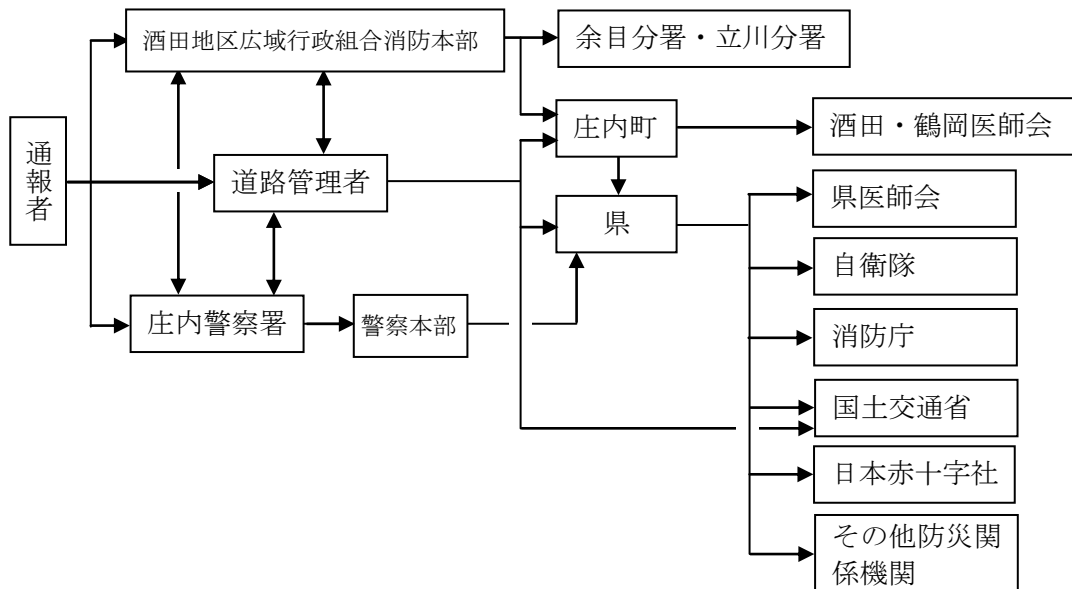 酒田地区広域行政組合消防本部
余目分署・立川分署
庄内町
酒田・鶴岡医師会
通報者
道路管理者
県
県医師会
自衛隊
庄内警察署
警察本部
消防庁
国土交通省
日本赤十字社
その他防災関
係機関